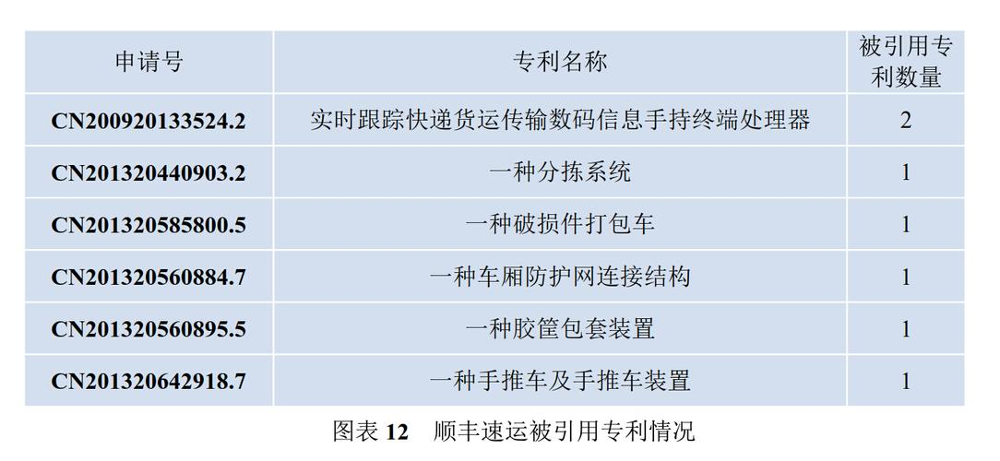 申请号 专利名称 被引用专
利数量
CN200920133524.2 实时跟踪快递货运传输数码信息手持终端处理器 2
CN201320440903.2 一种分拣系统 1
CN201320585800.5 一种破损件打包车 1
CN201320560884.7 一种车厢防护网连接结构 1
CN201320560895.5 一种胶筐包套装置 1
CN201320642918.7 一种手推车及手推车装置 1
图表 12 顺丰速运被引用专利情况